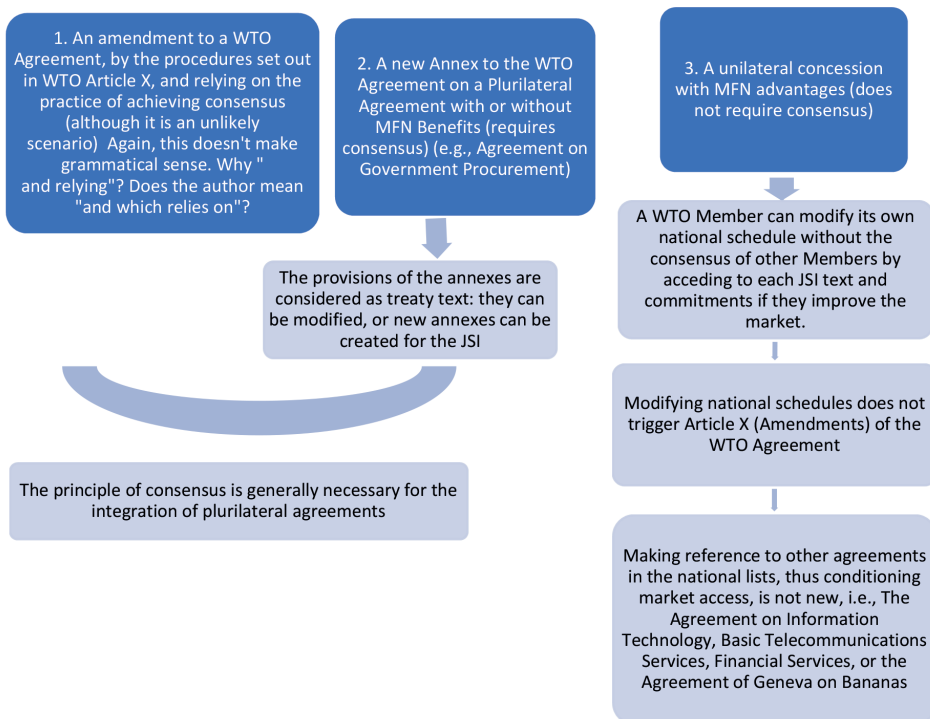 1. An amendment to a WTO
Agreement, by the procedures set out
in WTO Article X, and relying on the
practice of achieving consensus
(although it is an unlikely
scenario)  Again, this doesn't make
grammatical sense. Why "
and relying"? Does the author mean
"and which relies on"?
2. A new Annex to the WTO
Agreement on a Plurilateral
Agreement with or without
MFN Benefits (requires
consensus) (e.g., Agreement on
Government Procurement)
The provisions of the annexes are
considered as treaty text: they can
be modified, or new annexes can be
created for the JSI
The principle of consensus is generally necessary for the
integration of plurilateral agreements
3. A unilateral concession
with MFN advantages (does
not require consensus)
A WTO Member can modify its own
national schedule without the
consensus of other Members by
acceding to each JSI text and
commitments if they improve the
market.
Modifying national schedules does not
trigger Article X (Amendments) of the
WTO Agreement
Making reference to other agreements
in the national lists, thus conditioning
market access, is not new, i.e., The
Agreement on Information
Technology, Basic Telecommunications
Services, Financial Services, or the
Agreement of Geneva on Bananas